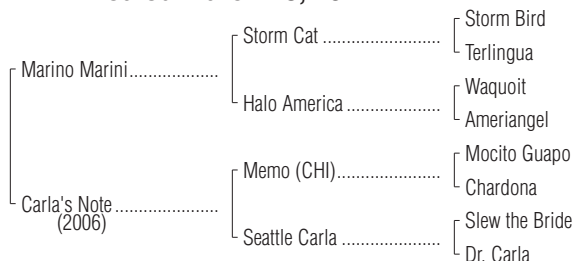 Storm Bird
Storm Cat
Terlingua
Marino Marini
Waquoit
Halo America
Ameriangel
Mocito Guapo
Memo (CHI)
Chardona
Carla's Note
(2006)
Slew the Bride
Seattle Carla
Dr. Carla